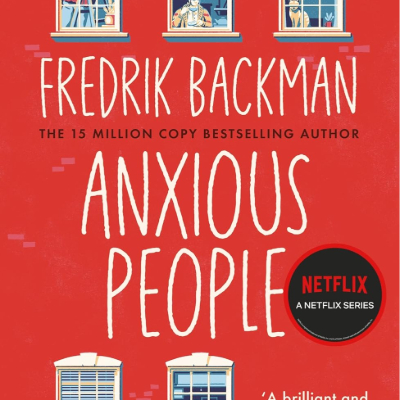 FREDRIK BACKMAN
THE 15 MILLION COPY BESTSELLING AUTHOR
ANXIOUS
PEOPLE
NETFLIX
A NETFLIX SERIES
‘A brilliant and